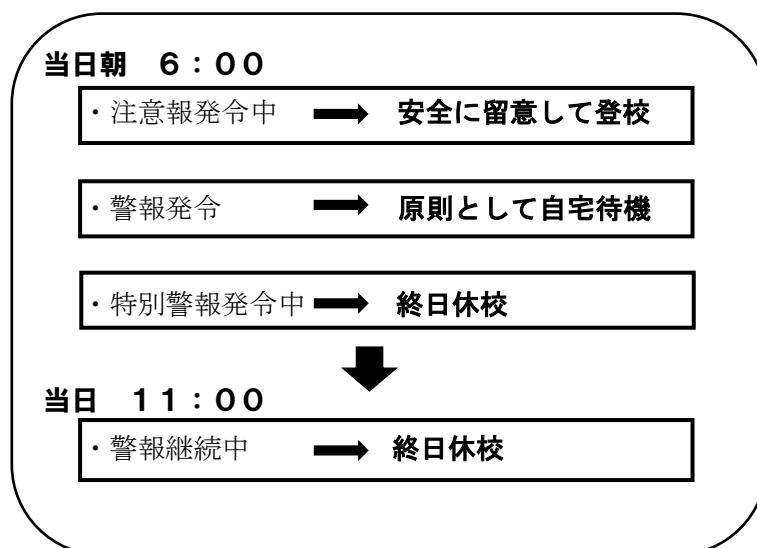 当日朝　６：００
・注意報発令中　→　安全に留意して登校
・警報発令　→　原則として自宅待機
・特別警報発令中　→　終日休校
当日　１１：００
・警報継続中　→　終日休校